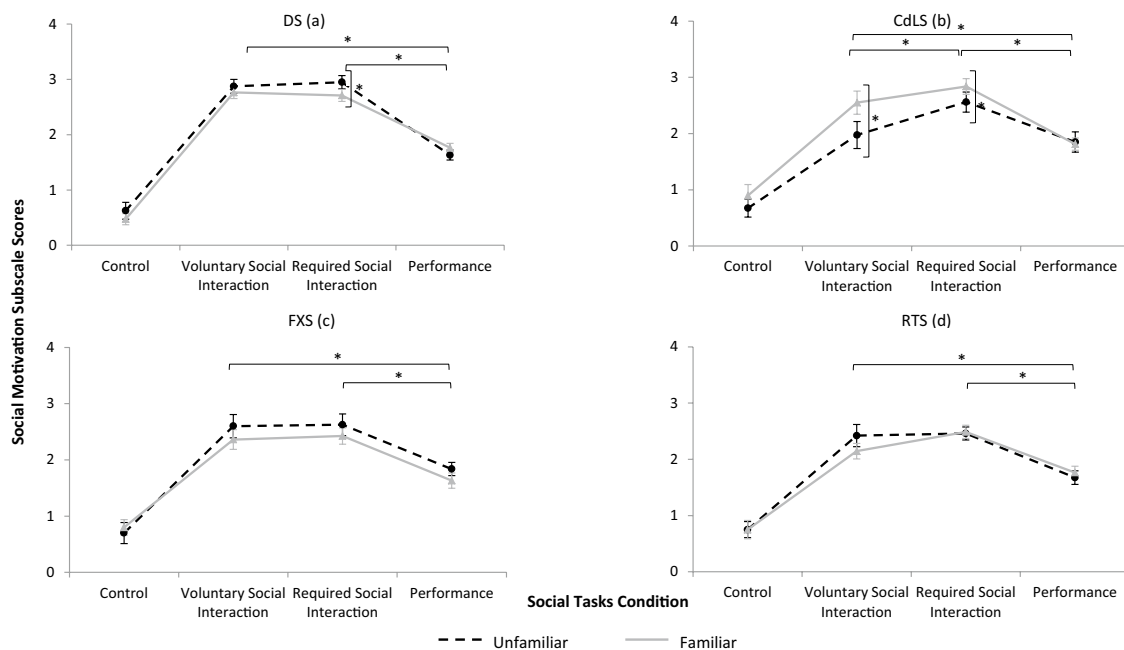 Social Motivation Subscale Scores
DS (a)
4
3
2
1
0
*
*
*
Control
Voluntary Social
Interaction
Required Social
Interaction
Performance
CdLS (b)
4
3
2
1
0
*
*
*
*
*
Control
Voluntary Social
Interaction
Required Social
Interaction
Performance
FXS (c)
4
3
2
1
0
*
*
Control
Voluntary Social
Interaction
Required Social
Interaction
Performance
RTS (d)
4
3
2
1
0
*
*
Control
Voluntary Social
Interaction
Required Social
Interaction
Performance
Social Tasks Condition
Unfamiliar
Familiar